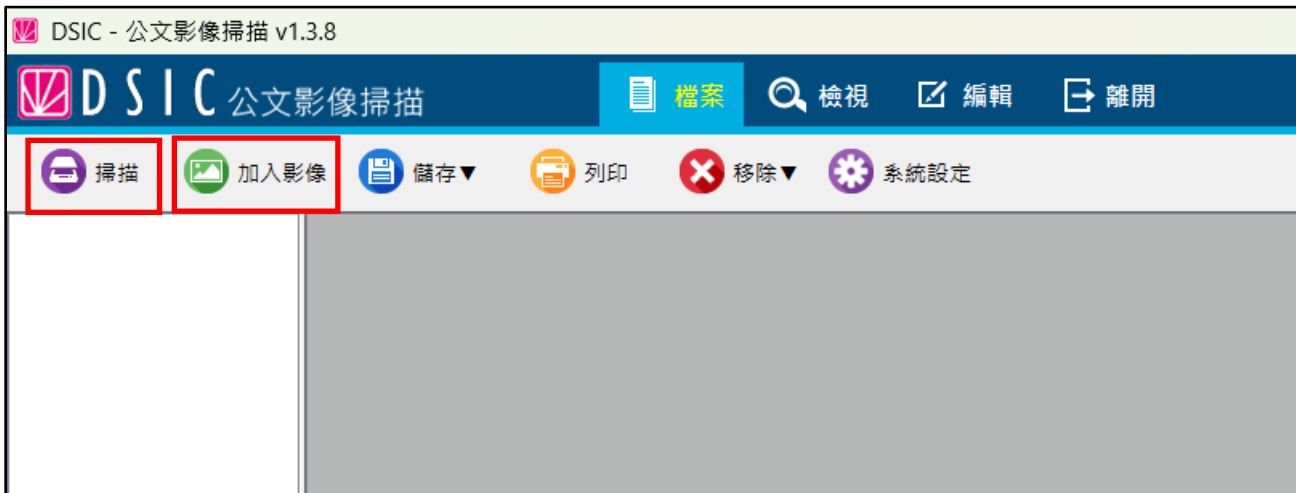 DSIC - 公文影像掃描 v1.3.8
DSIC 公文影像掃描 檔案 檢視 編輯 離開
掃描 加入影像 儲存▼ 列印 移除▼ 系統設定